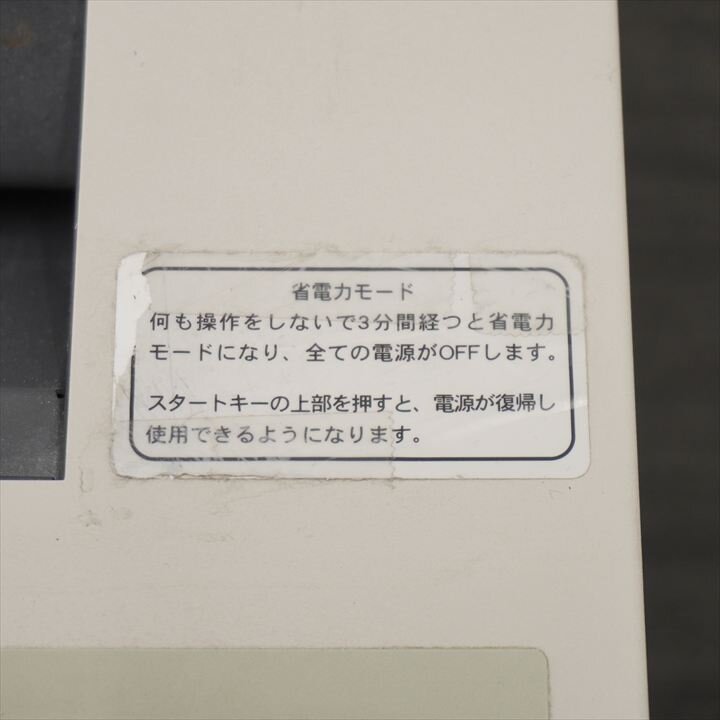 省電力モード
何も操作をしないで3分間経つと省電力
モードになり、全ての電源がOFFします。
スタートキーの上部を押すと、電源が復帰し
使用できるようになります。